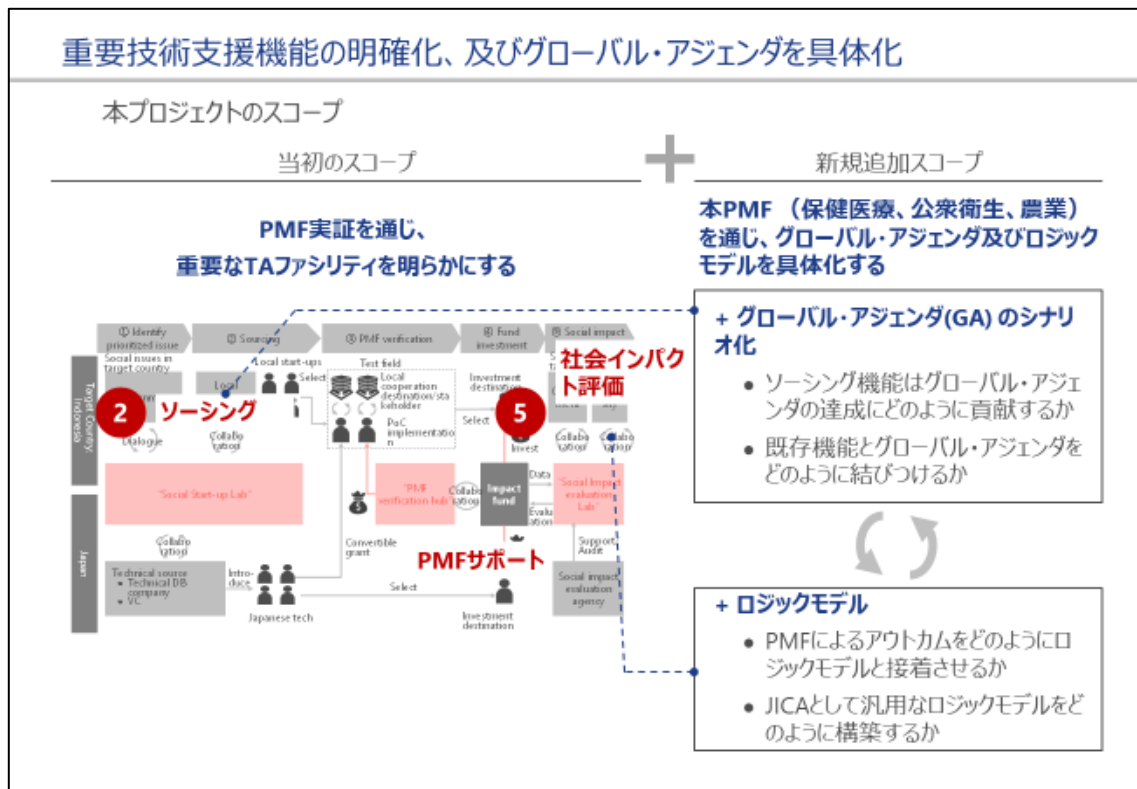 重要技術支援機能の明確化、及びグローバル・アジェンダを具体化
本プロジェクトのスコープ
当初のスコープ
新規追加スコープ
PMF実証を通じ、
重要なTAファシリティを明らかにする
本PMF （保健医療、公衆衛生、農業）
を通じ、グローバル・アジェンダ及びロジック
モデルを具体化する
① Identify
prioritized issue
② Sourcing
③ PMF verification
④ Fund
investment
Social impact
Target Country:
Indonesia
Social issues in
target country
Dialogue
Local
Collabo
ration
Local start-ups
Select
Test field
Local
cooperation
destination/sta
keholder
PoC
implementatio
n
Investment
destination
Select
Invest
Collabo
ration
Collabo
ration
2
ソーシング
5
社会インパク
ト評価
"Social Start-up Lab"
"PMF
verification hub"
Collabo
ration
Impact
fund
Data
Evalu
ation
"Social Impact
evaluation
Lab"
Convertible
grant
PMFサポート
Support,
Audit
Japan
Collabo
ration
Technical source
• Technical DB
company
• VC
Introduce
Japanese tech
Select
Investment
destination
Social impact
evaluation
agency
+ グローバル・アジェンダ(GA) のシナリ
オ化
• ソーシング機能はグローバル・アジェ
ンダの達成にどのように貢献するか
• 既存機能とグローバル・アジェンダを
どのように結びつけるか
+ ロジックモデル
• PMFによるアウトカムをどのようにロ
ジックモデルと接着させるか
• JICAとして汎用なロジックモデルをど
のように構築するか